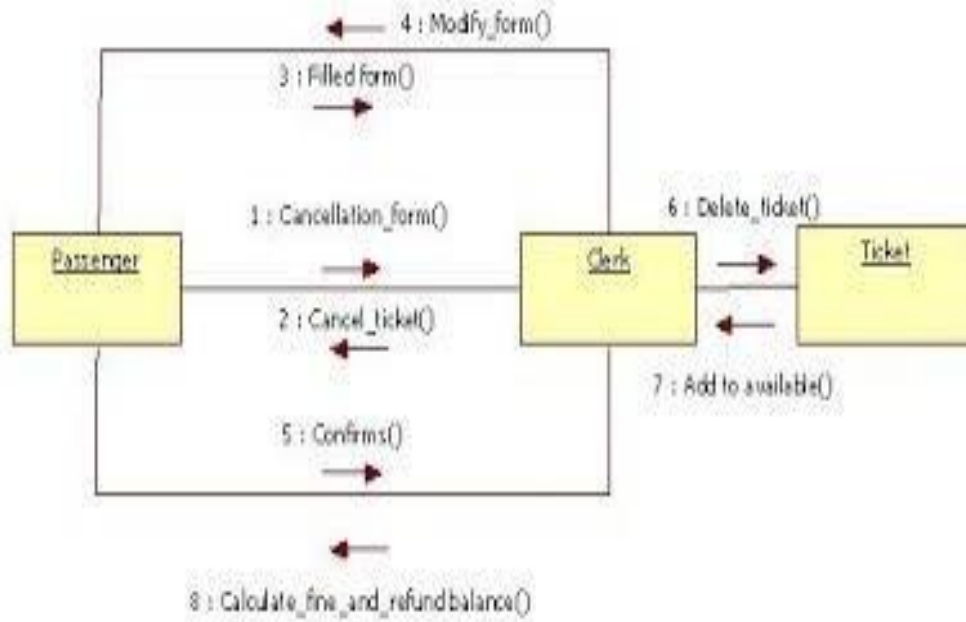 4 : Modify_form()
3 : Filled form()
1 : Cancellation_form()
6 : Delete_ticket()
Passenger
Clerk
Ticket
2 : Cancel_ticket()
7 : Add to available()
5 : Confirms()
8 : Calculate_fine_and_refund balance()